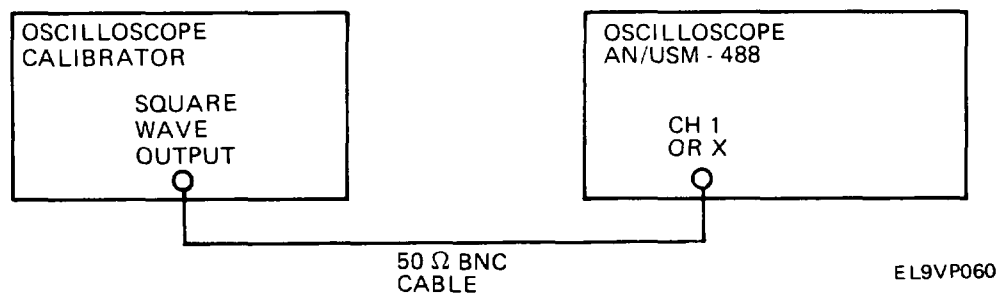 OSCILLOSCOPE
CALIBRATOR
SQUARE
WAVE
OUTPUT
OSCILLOSCOPE
AN/USM - 488
CH 1
OR X
50 Ω BNC
CABLE
EL9VP060